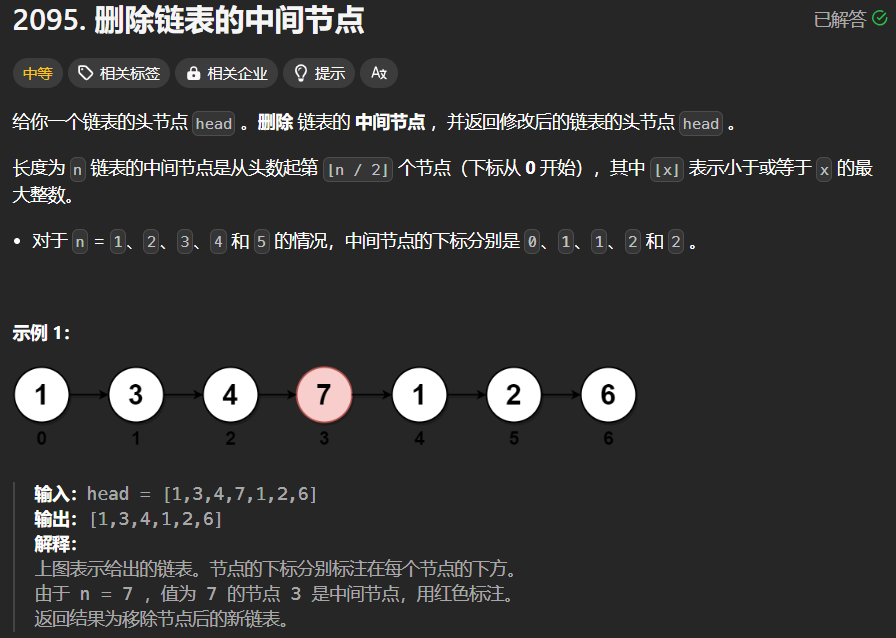 2095. 删除链表的中间节点
已解答
中等 相关标签 相关企业 提示 Aあ
给你一个链表的头节点 head 。删除 链表的 中间节点 ，并返回修改后的链表的头节点 head 。
长度为 n 链表的中间节点是从头数起第 ⌊n / 2⌋ 个节点（下标从 0 开始），其中 ⌊x⌋ 表示小于或等于 x 的最
大整数。
• 对于 n = 1、2、3、4 和 5 的情况，中间节点的下标分别是 0、1、1、2 和 2 。
示例 1：
1 3 4 7 1 2 6
0 1 2 3 4 5 6
输入：head = [1,3,4,7,1,2,6]
输出：[1,3,4,1,2,6]
解释：
上图表示给出的链表。节点的下标分别标注在每个节点的下方。
由于 n = 7 ，值为 7 的节点 3 是中间节点，用红色标注。
返回结果为移除节点后的新链表。